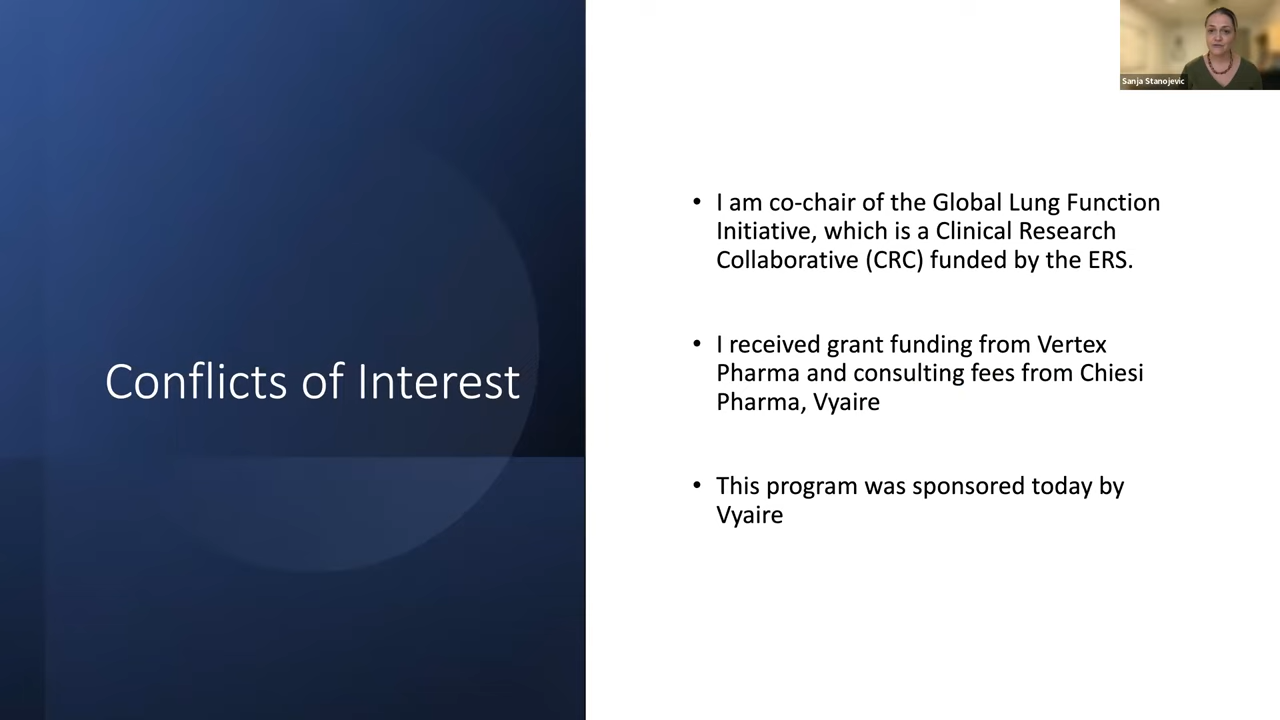 Sanja Stanojevic
Conflicts of Interest
• I am co-chair of the Global Lung Function
Initiative, which is a Clinical Research
Collaborative (CRC) funded by the ERS.
• I received grant funding from Vertex
Pharma and consulting fees from Chiesi
Pharma, Vyaire
• This program was sponsored today by
Vyaire